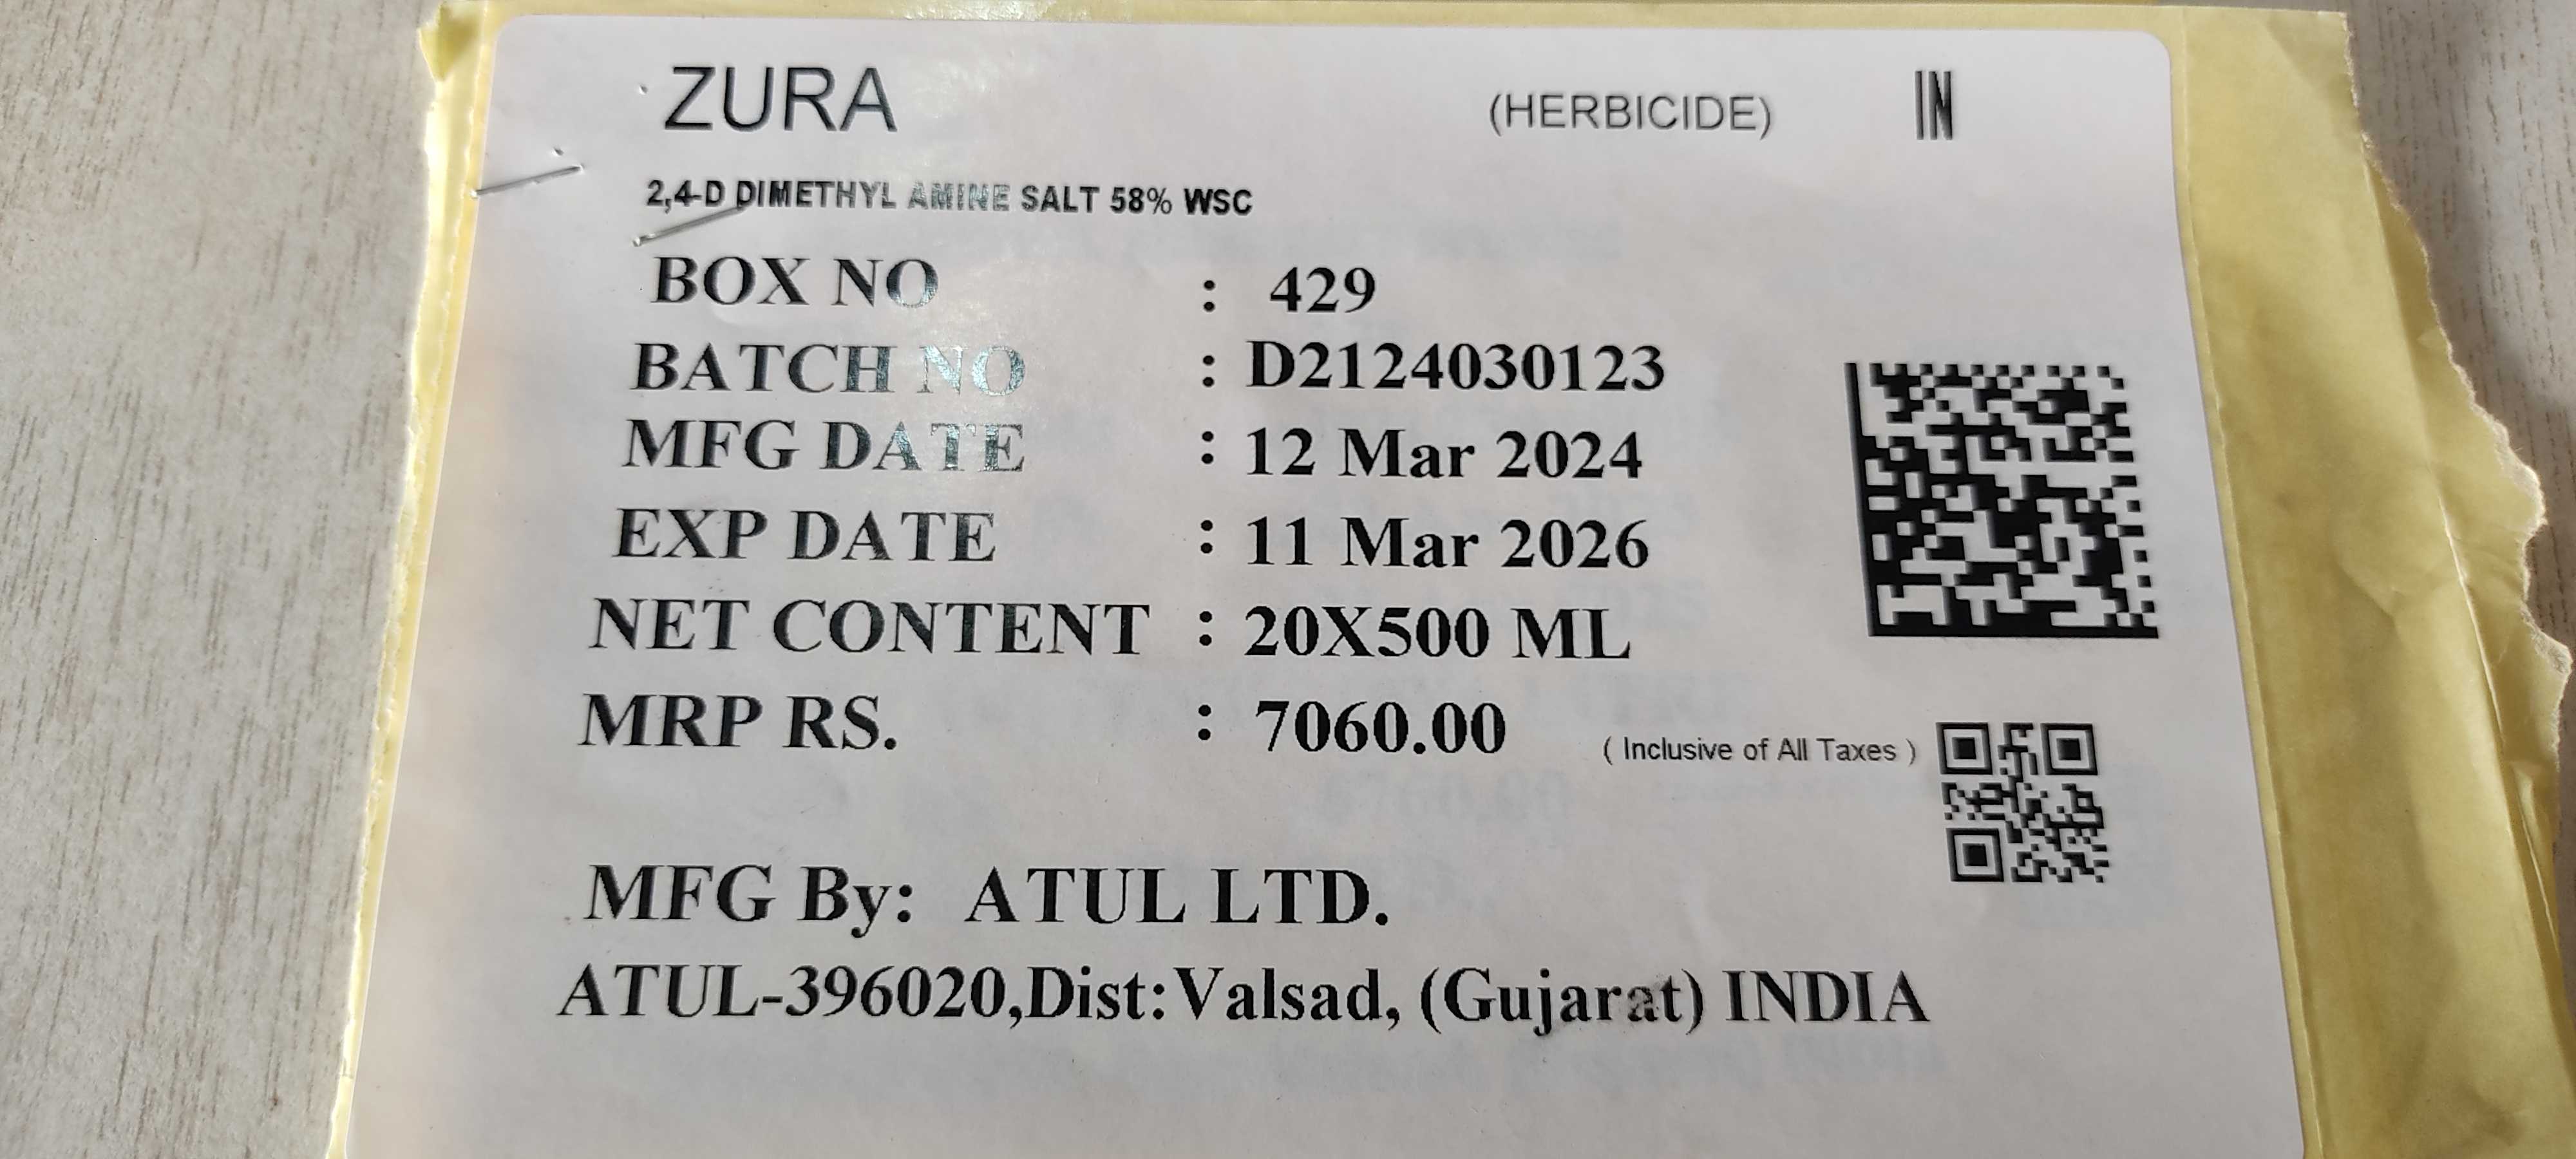 ZURA (HERBICIDE) IN
2,4-D DIMETHYL AMINE SALT 58% WSC
BOX NO : 429
BATCH NO : D2124030123
MFG DATE : 12 Mar 2024
EXP DATE : 11 Mar 2026
NET CONTENT : 20X500 ML
MRP RS. : 7060.00 ( Inclusive of All Taxes )
MFG By: ATUL LTD.
ATUL-396020,Dist:Valsad, (Gujarat) INDIA